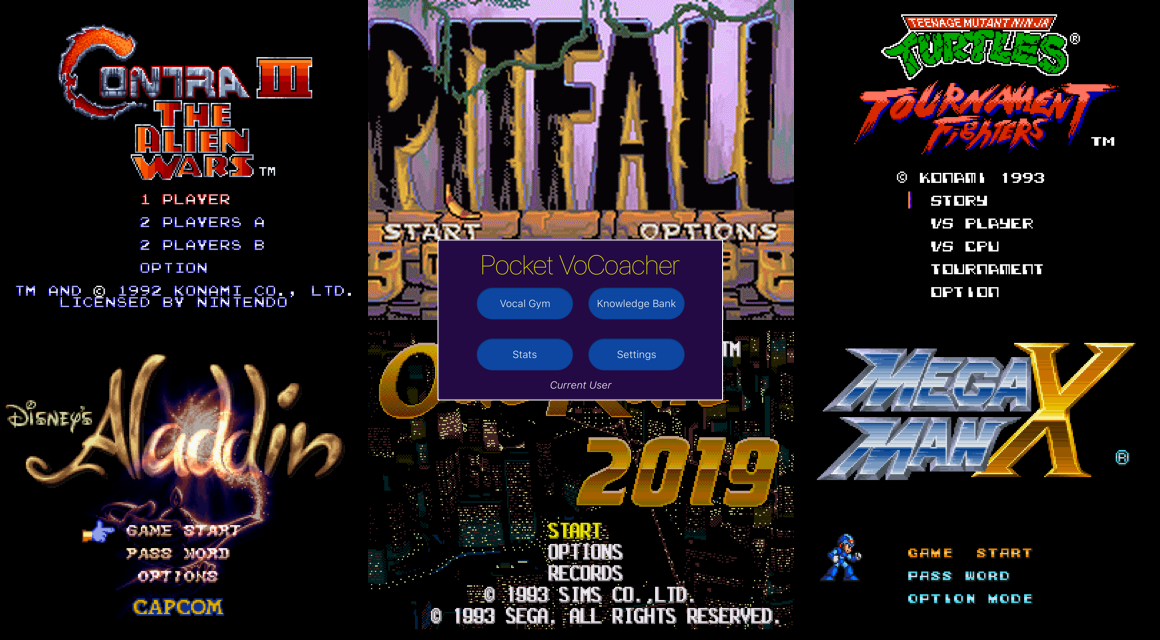 CONTRA III
THE
ALIEN
WARS TM
1 PLAYER
2 PLAYERS A
2 PLAYERS B
OPTION
TM AND © 1992 KONAMI CO., LTD.
LICENSED BY NINTENDO
PITFALL
START OPTIONS
TEENAGE MUTANT NINJA
TURTLES®
TOURNAMENT
FIGHTERS TM
© KONAMI 1993
STORY
VS PLAYER
VS CPU
TOURNAMENT
OPTION
Pocket VoCoacher
Vocal Gym Knowledge Bank
Stats Settings
Current User
DISNEY'S
Aladdin
GAME START
PASS WORD
OPTIONS
CAPCOM
TM
2019
START
OPTIONS
RECORDS
© 1993 SIMS CO.,LTD.
© 1993 SEGA, ALL RIGHTS RESERVED.
MEGA
MAN X ®
GAME START
PASS WORD
OPTION MODE